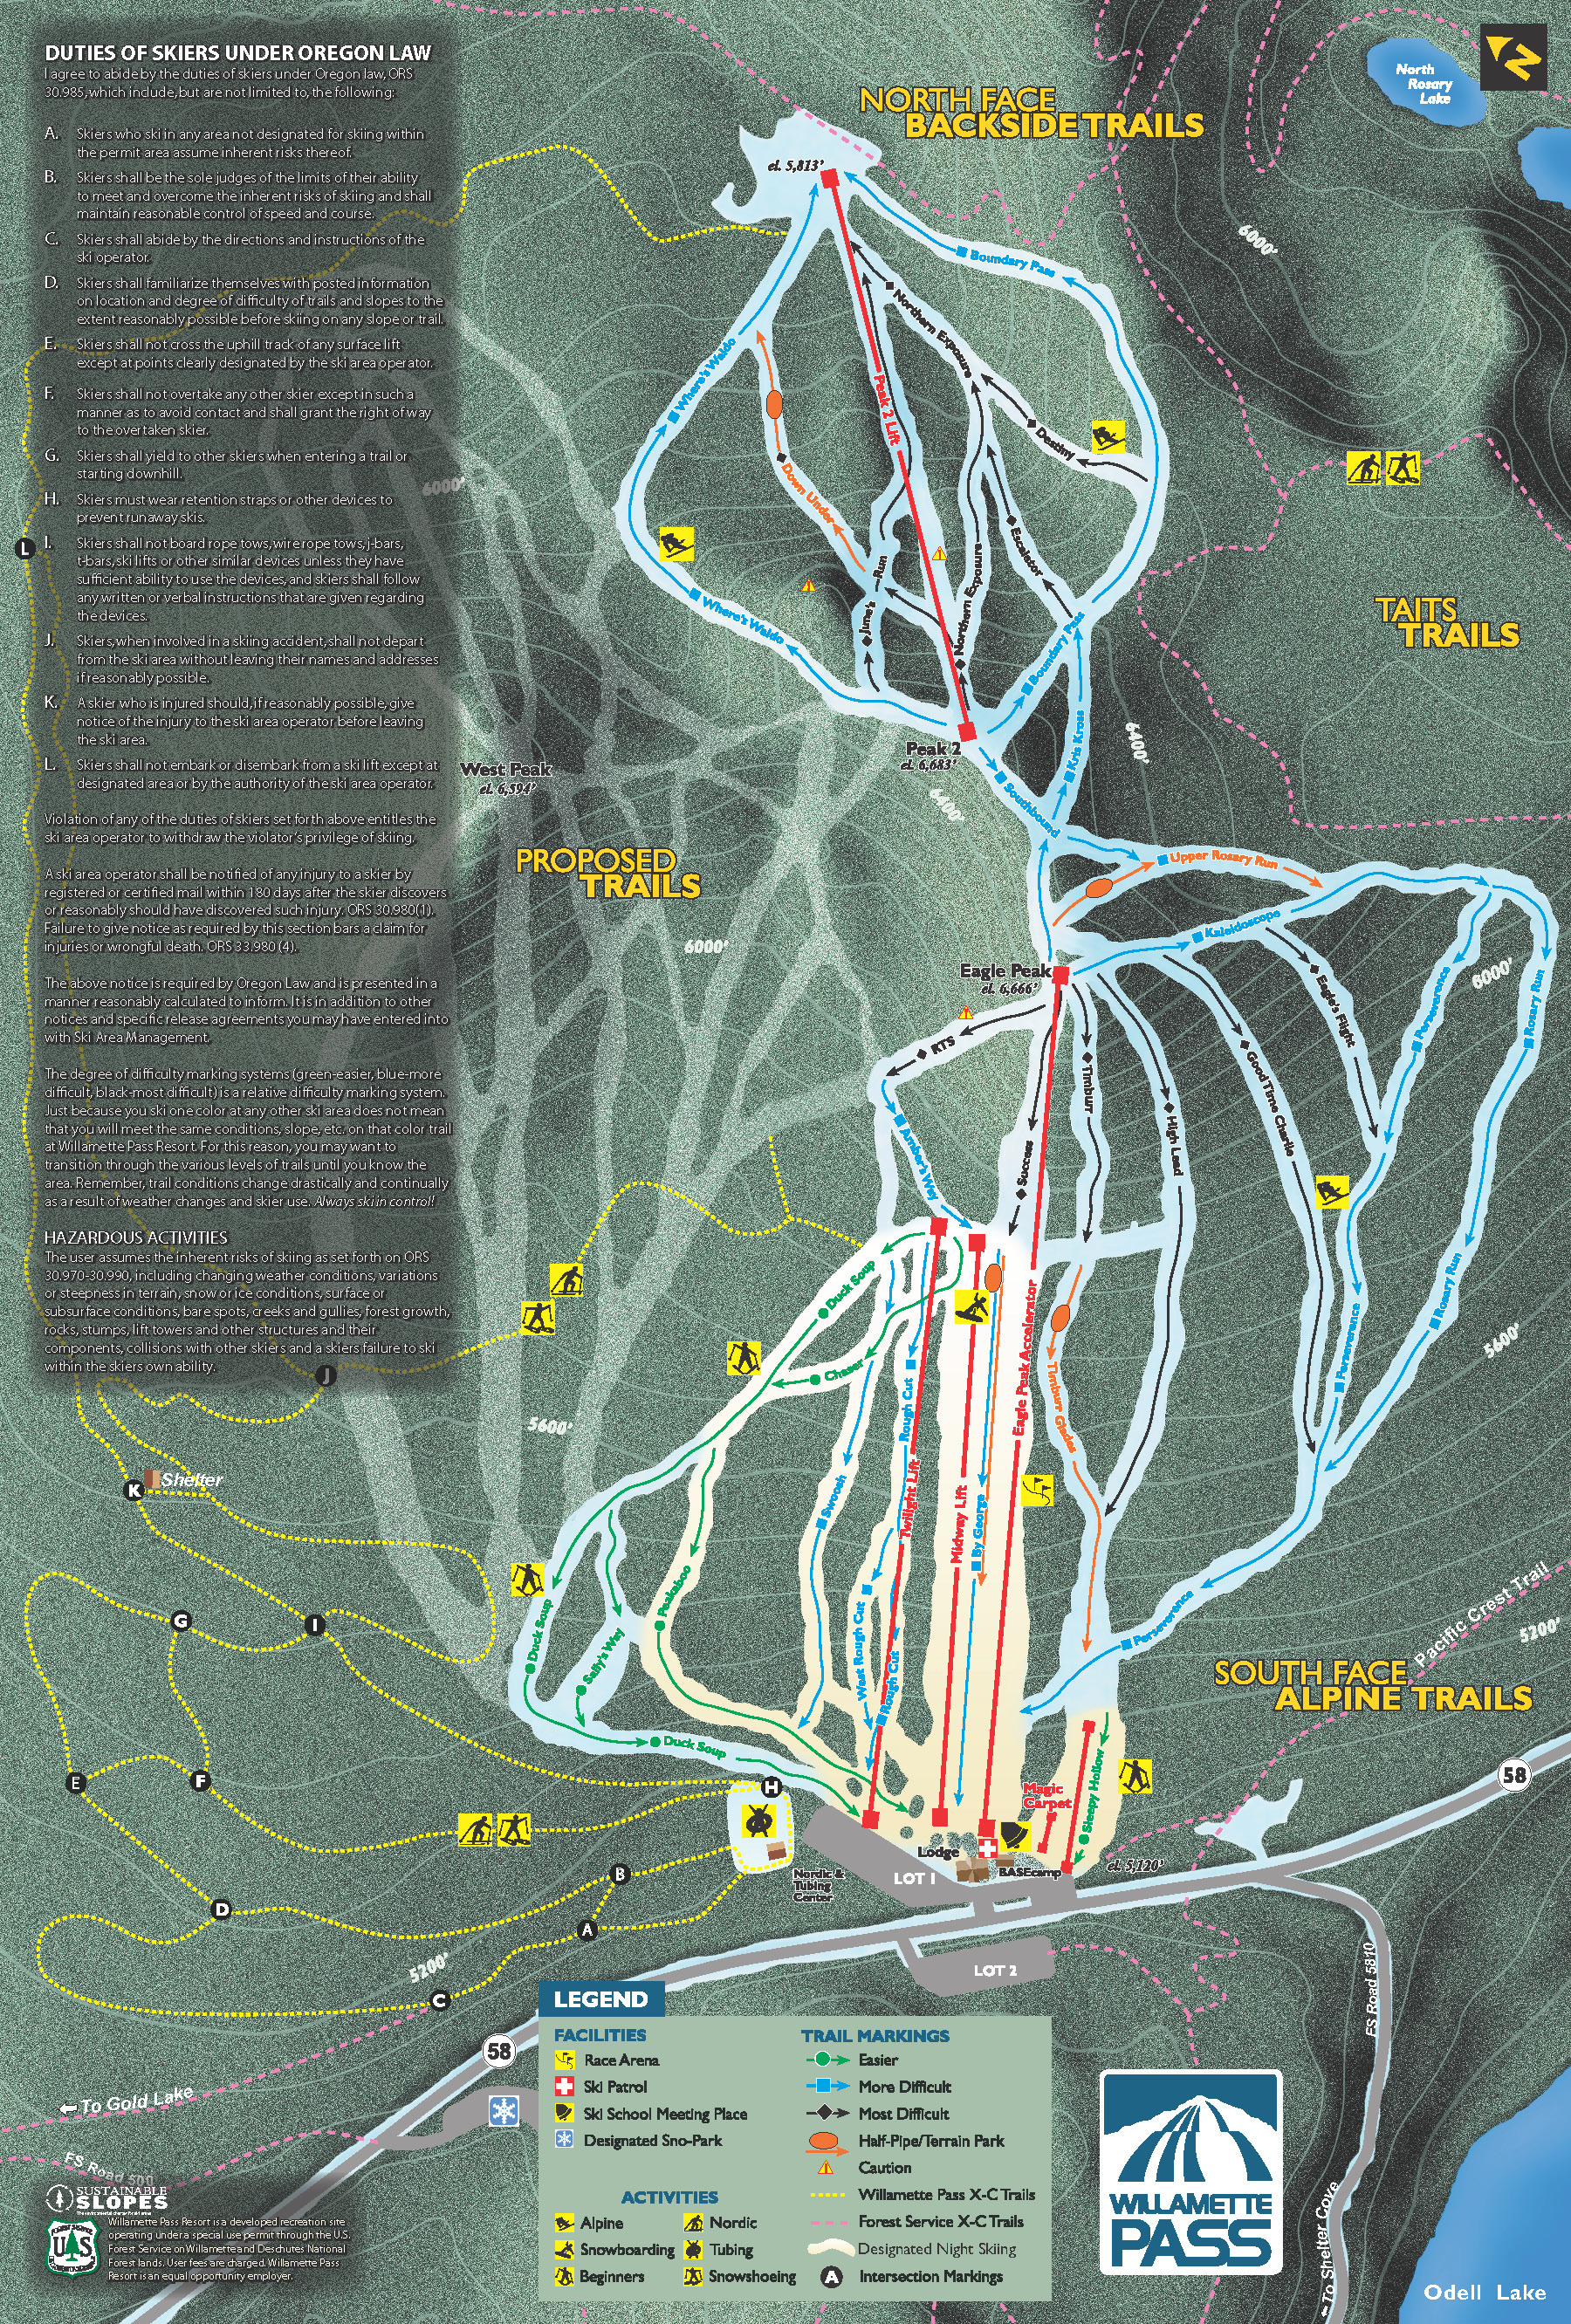 DUTIES OF SKIERS UNDER OREGON LAW
I agree to abide by the duties of skiers under Oregon law, ORS
30.985, which include, but are not limited to, the following:
A. Skiers who ski in any area not designated for skiing within
the permit area assume inherent risks thereof.
B. Skiers shall be the sole judges of the limits of their ability
to meet and overcome the inherent risks of skiing and shall
maintain reasonable control of speed and course.
C. Skiers shall abide by the directions and instructions of the
ski operator.
D. Skiers shall familiarize themselves with posted information
on location and degree of difficulty of trails and slopes to the
extent reasonably possible before skiing on any slope or trail.
E. Skiers shall not cross the uphill track of any surface lift
except at points clearly designated by the ski area operator.
F. Skiers shall not overtake any other skier except in such a
manner as to avoid contact and shall grant the right of way
to the overtaken skier.
G. Skiers shall yield to other skiers when entering a trail or
starting downhill.
H. Skiers must wear retention straps or other devices to
prevent runaway skis.
I. Skiers shall not board rope tows, wire rope tows, j-bars,
t-bars, ski lifts or other similar devices unless they have
sufficient ability to use the devices, and skiers shall follow
any written or verbal instructions that are given regarding
the devices.
J. Skiers, when involved in a skiing accident, shall not depart
from the ski area without leaving their names and addresses
if reasonably possible.
K. A skier who is injured should, if reasonably possible, give
notice of the injury to the ski area operator before leaving
the ski area.
L. Skiers shall not embark or disembark from a ski lift except at
designated area or by the authority of the ski area operator.
Violation of any of the duties of skiers set forth above entitles the
ski area operator to withdraw the violator's privilege of skiing.
A ski area operator shall be notified of any injury to a skier by
registered or certified mail within 180 days after the skier discovers
or reasonably should have discovered such injury. ORS 30.980(1).
Failure to give notice as required by this section bars a claim for
injuries or wrongful death. ORS 33.980 (4).
The above notice is required by Oregon Law and is presented in a
manner reasonably calculated to inform. It is in addition to other
notices and specific release agreements you may have entered into
with Ski Area Management.
The degree of difficulty marking systems (green-easier, blue-more
difficult, black-most difficult) is a relative difficulty marking system.
Just because you ski one color at any other ski area does not mean
that you will meet the same conditions, slope, etc. on that color trail
at Willamette Pass Resort. For this reason, you may want to
transition through the various levels of trails until you know the
area. Remember, trail conditions change drastically and continually
as a result of weather changes and skier use. Always ski in control!
HAZARDOUS ACTIVITIES
The user assumes the inherent risks of skiing as set forth on ORS
30.970-30.990, including changing weather conditions, variations
or steepness in terrain, snow or ice conditions, surface or
subsurface conditions, bare spots, creeks and gullies, forest growth,
rocks, stumps, lift towers and other structures and their
components, collisions with other skiers and a skiers failure to ski
within the skiers own ability.
N
North
Rosary
Lake
NORTH FACE
BACKSIDE TRAILS
el. 5,813'
Boundary Pass
6000'
Northern Exposure
Where's Waldo
Peak 2 Lift
Destiny
Down Under
6000'
L
Escalator
June's Run
Northern Exposure
Where's Waldo
Boundary Pass
TAITS
TRAILS
Kris Kross
6400'
Peak 2
el. 6,683'
West Peak
el. 6,594'
6400'
Southbound
PROPOSED
TRAILS
Upper Rosary Run
Kaleidoscope
6000'
Eagle Peak
el. 6,666'
Eagle's Flight
Perseverence
6000'
Rosary Run
RTS
Timburr
Good Time Charlie
High Lead
Amber's Way
Success
Duck Soup
Chaser
Rough Cut
Eagle Peak Accelerator
Rosary Run
Perseverence
5600'
Timburr Glades
J
5600'
Shelter
K
Swoosh
Twilight Lift
Midway Lift
By George
Peakaboo
Duck Soup
Sally's Way
West Rough Cut
Rough Cut
Perseverence
Pacific Crest Trail
5200'
G
I
SOUTH FACE
ALPINE TRAILS
Duck Soup
E
F
H
Magic
Carpet
Sleepy Hollow
58
Lodge
BASEcamp
el. 5,120'
LOT 1
Nordic &
Tubing
Center
B
D
A
C
5200'
LOT 2
FS Road 5810
58
To Gold Lake
FS Road 500
LEGEND
FACILITIES
Race Arena
Ski Patrol
Ski School Meeting Place
Designated Sno-Park
ACTIVITIES
Alpine
Nordic
Snowboarding
Tubing
Beginners
Snowshoeing
TRAIL MARKINGS
Easier
More Difficult
Most Difficult
Half-Pipe/Terrain Park
Caution
Willamette Pass X-C Trails
Forest Service X-C Trails
Designated Night Skiing
A Intersection Markings
WILLAMETTE
PASS
To Shelter Cove
Odell Lake
SUSTAINABLE
SLOPES
U S
Willamette Pass Resort is a developed recreation site
operating under a special use permit through the U.S.
Forest Service on Willamette and Deschutes National
Forest lands. User fees are charged. Willamette Pass
Resort is an equal opportunity employer.